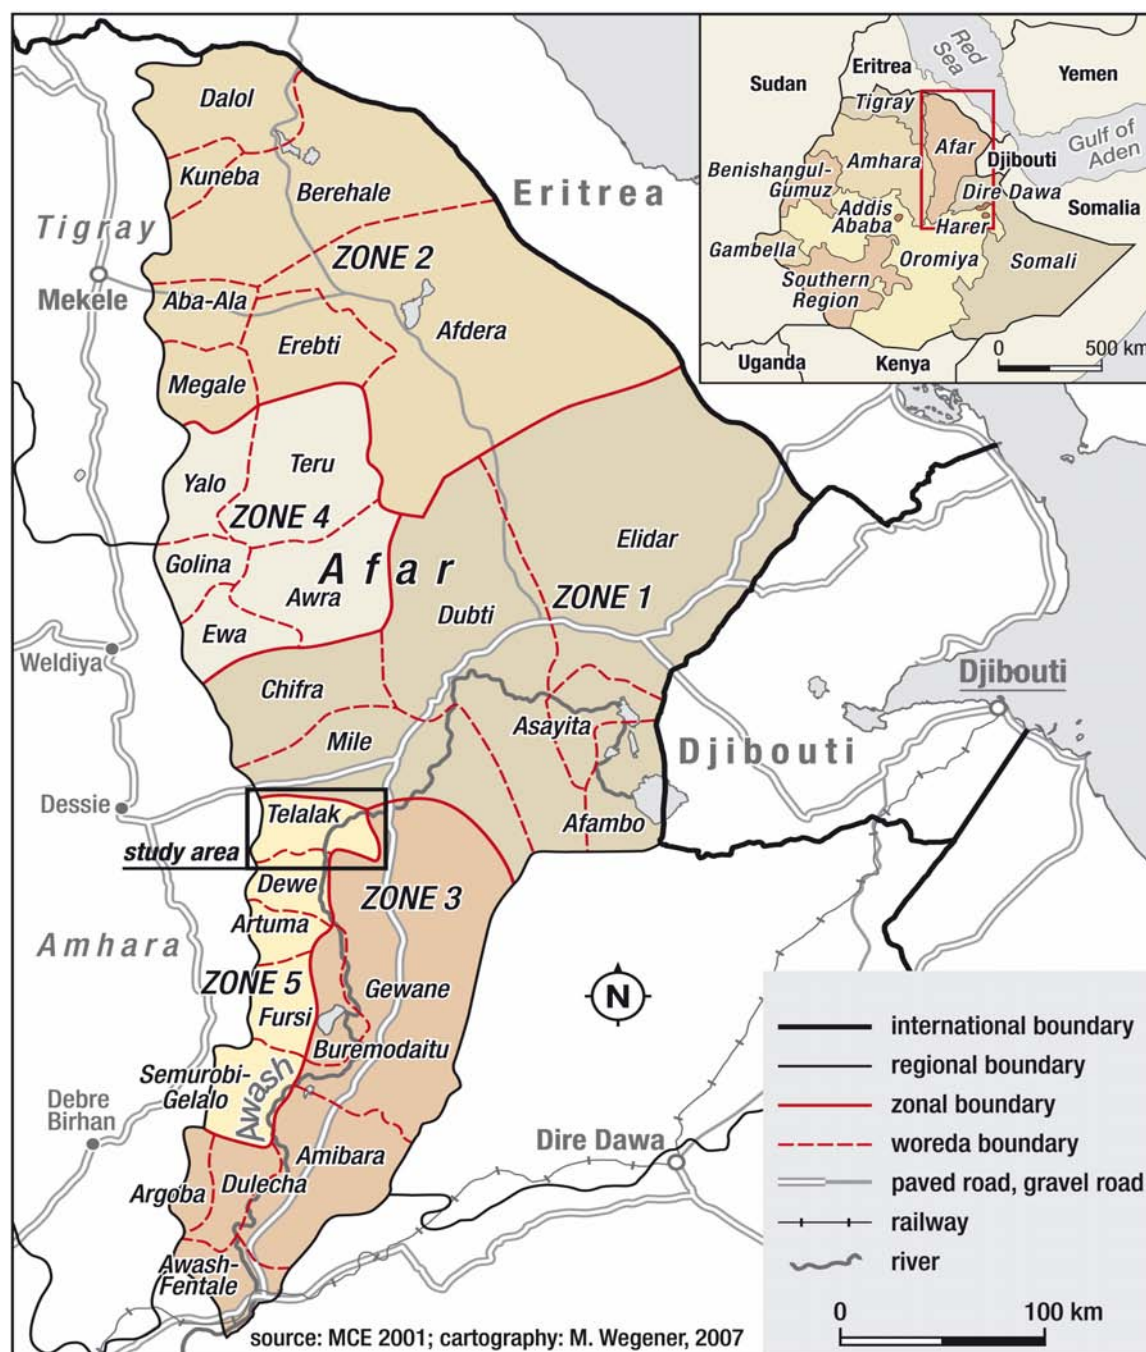 Dalol
Kuneba
Berehale
Eritrea
Tigray
ZONE 2
Mekele
Aba-Ala
Erebti
Afdera
Megale
Yalo
Teru
ZONE 4
Elidar
Golina
Afar
Awra
ZONE 1
Dubti
Ewa
Weldiya
Chifra
Djibouti
Mile
Asayita
Djibouti
Dessie
Telalak
Afambo
study area
Dewe
ZONE 3
Artuma
Amhara
ZONE 5
Gewane
Fursi
Buremodaitu
Semurobi-
Gelalo
Awash
Debre
Birhan
Dire Dawa
Amibara
Argoba
Dulecha
Awash-
Fentale
N
source: MCE 2001; cartography: M. Wegener, 2007
Sudan
Eritrea
Red
Sea
Yemen
Tigray
Afar
Gulf of
Aden
Amhara
Djibouti
Benishangul-
Gumuz
Dire Dawa
Addis
Ababa
Somalia
Harer
Gambella
Oromiya
Somali
Southern
Region
0 500 km
Uganda
Kenya
international boundary
regional boundary
zonal boundary
woreda boundary
paved road, gravel road
railway
river
0 100 km